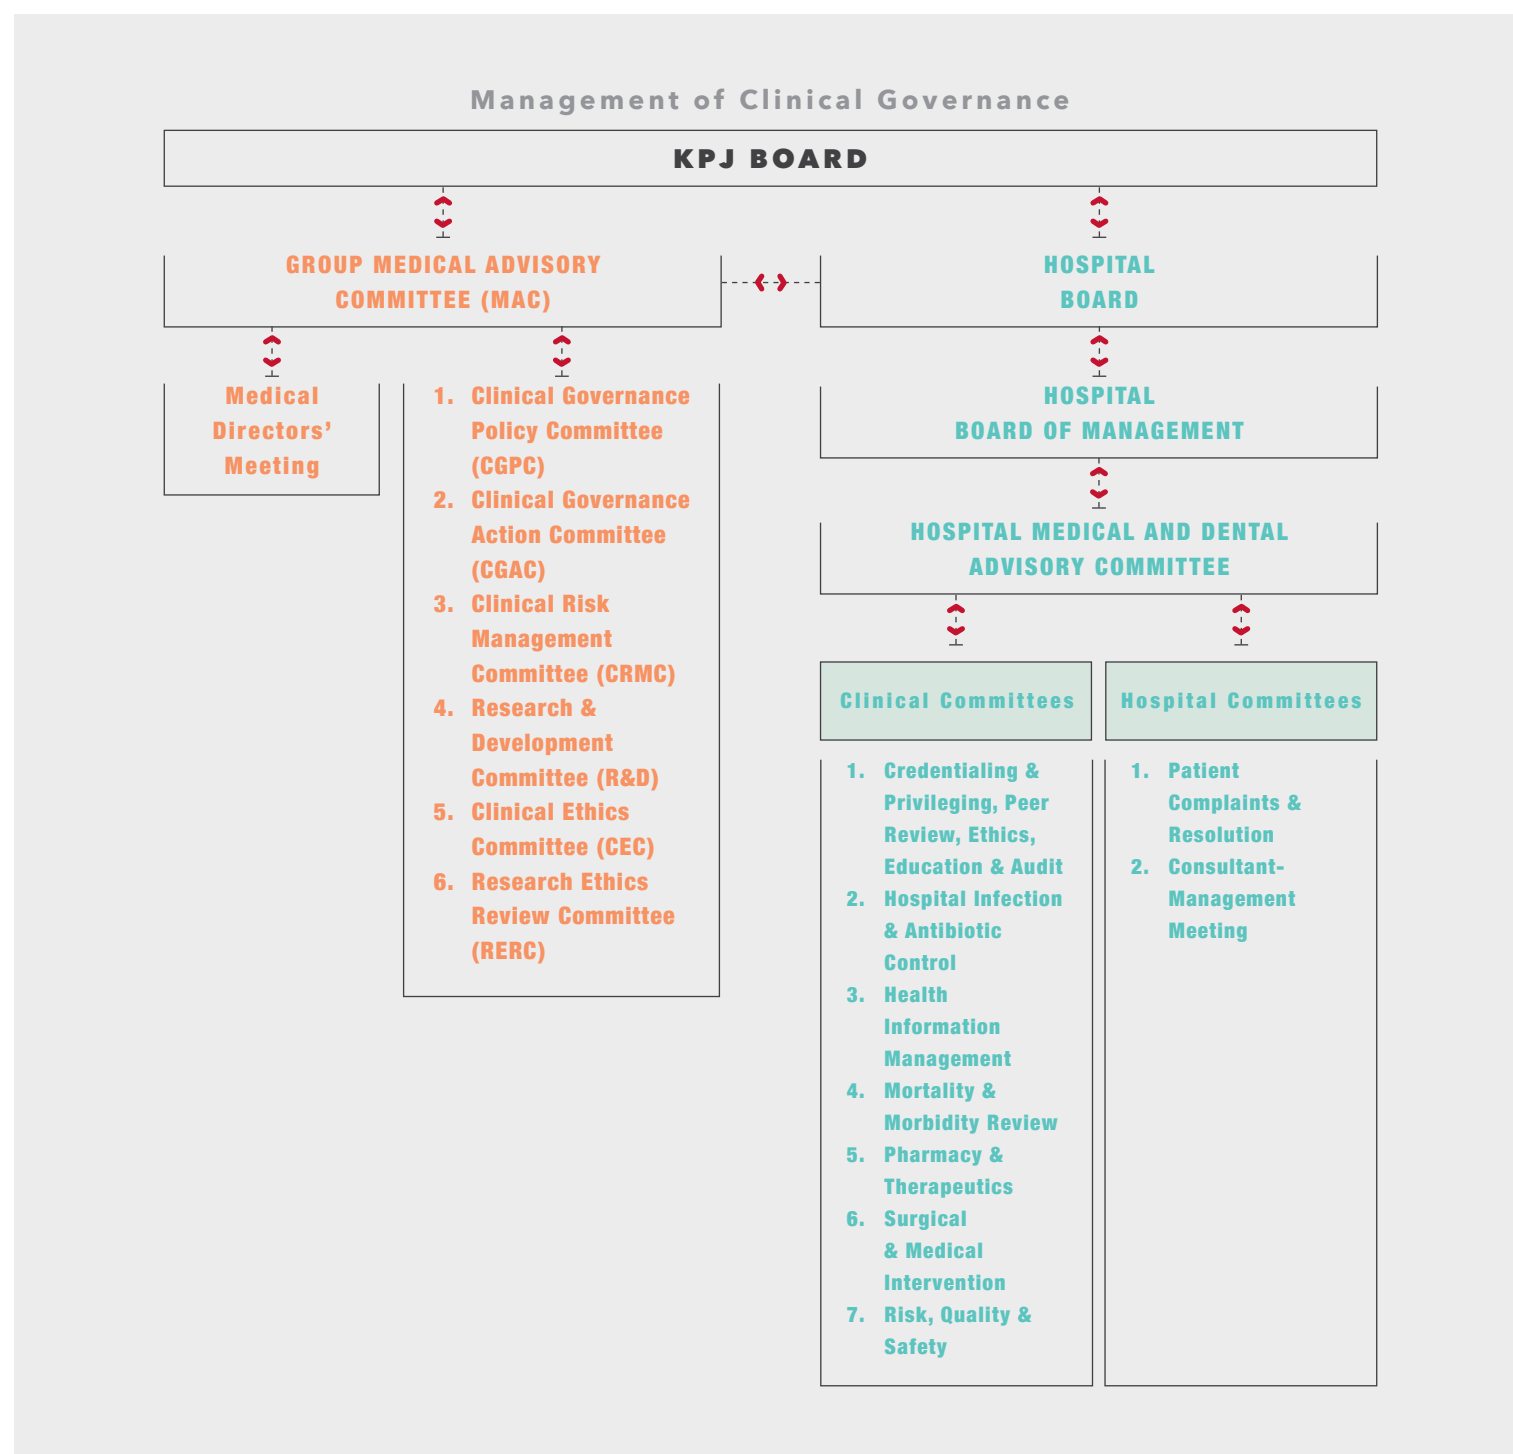 Management of Clinical Governance
KPJ BOARD
GROUP MEDICAL ADVISORY
COMMITTEE (MAC)
HOSPITAL
BOARD
Medical
Directors’
Meeting
1. Clinical Governance
Policy Committee
(CGPC)
2. Clinical Governance
Action Committee
(CGAC)
3. Clinical Risk
Management
Committee (CRMC)
4. Research &
Development
Committee (R&D)
5. Clinical Ethics
Committee (CEC)
6. Research Ethics
Review Committee
(RERC)
HOSPITAL
BOARD OF MANAGEMENT
HOSPITAL MEDICAL AND DENTAL
ADVISORY COMMITTEE
Clinical Committees
1. Credentialing &
Privileging, Peer
Review, Ethics,
Education & Audit
2. Hospital Infection
& Antibiotic
Control
3. Health
Information
Management
4. Mortality &
Morbidity Review
5. Pharmacy &
Therapeutics
6. Surgical
& Medical
Intervention
7. Risk, Quality &
Safety
Hospital Committees
1. Patient
Complaints &
Resolution
2. Consultant-
Management
Meeting